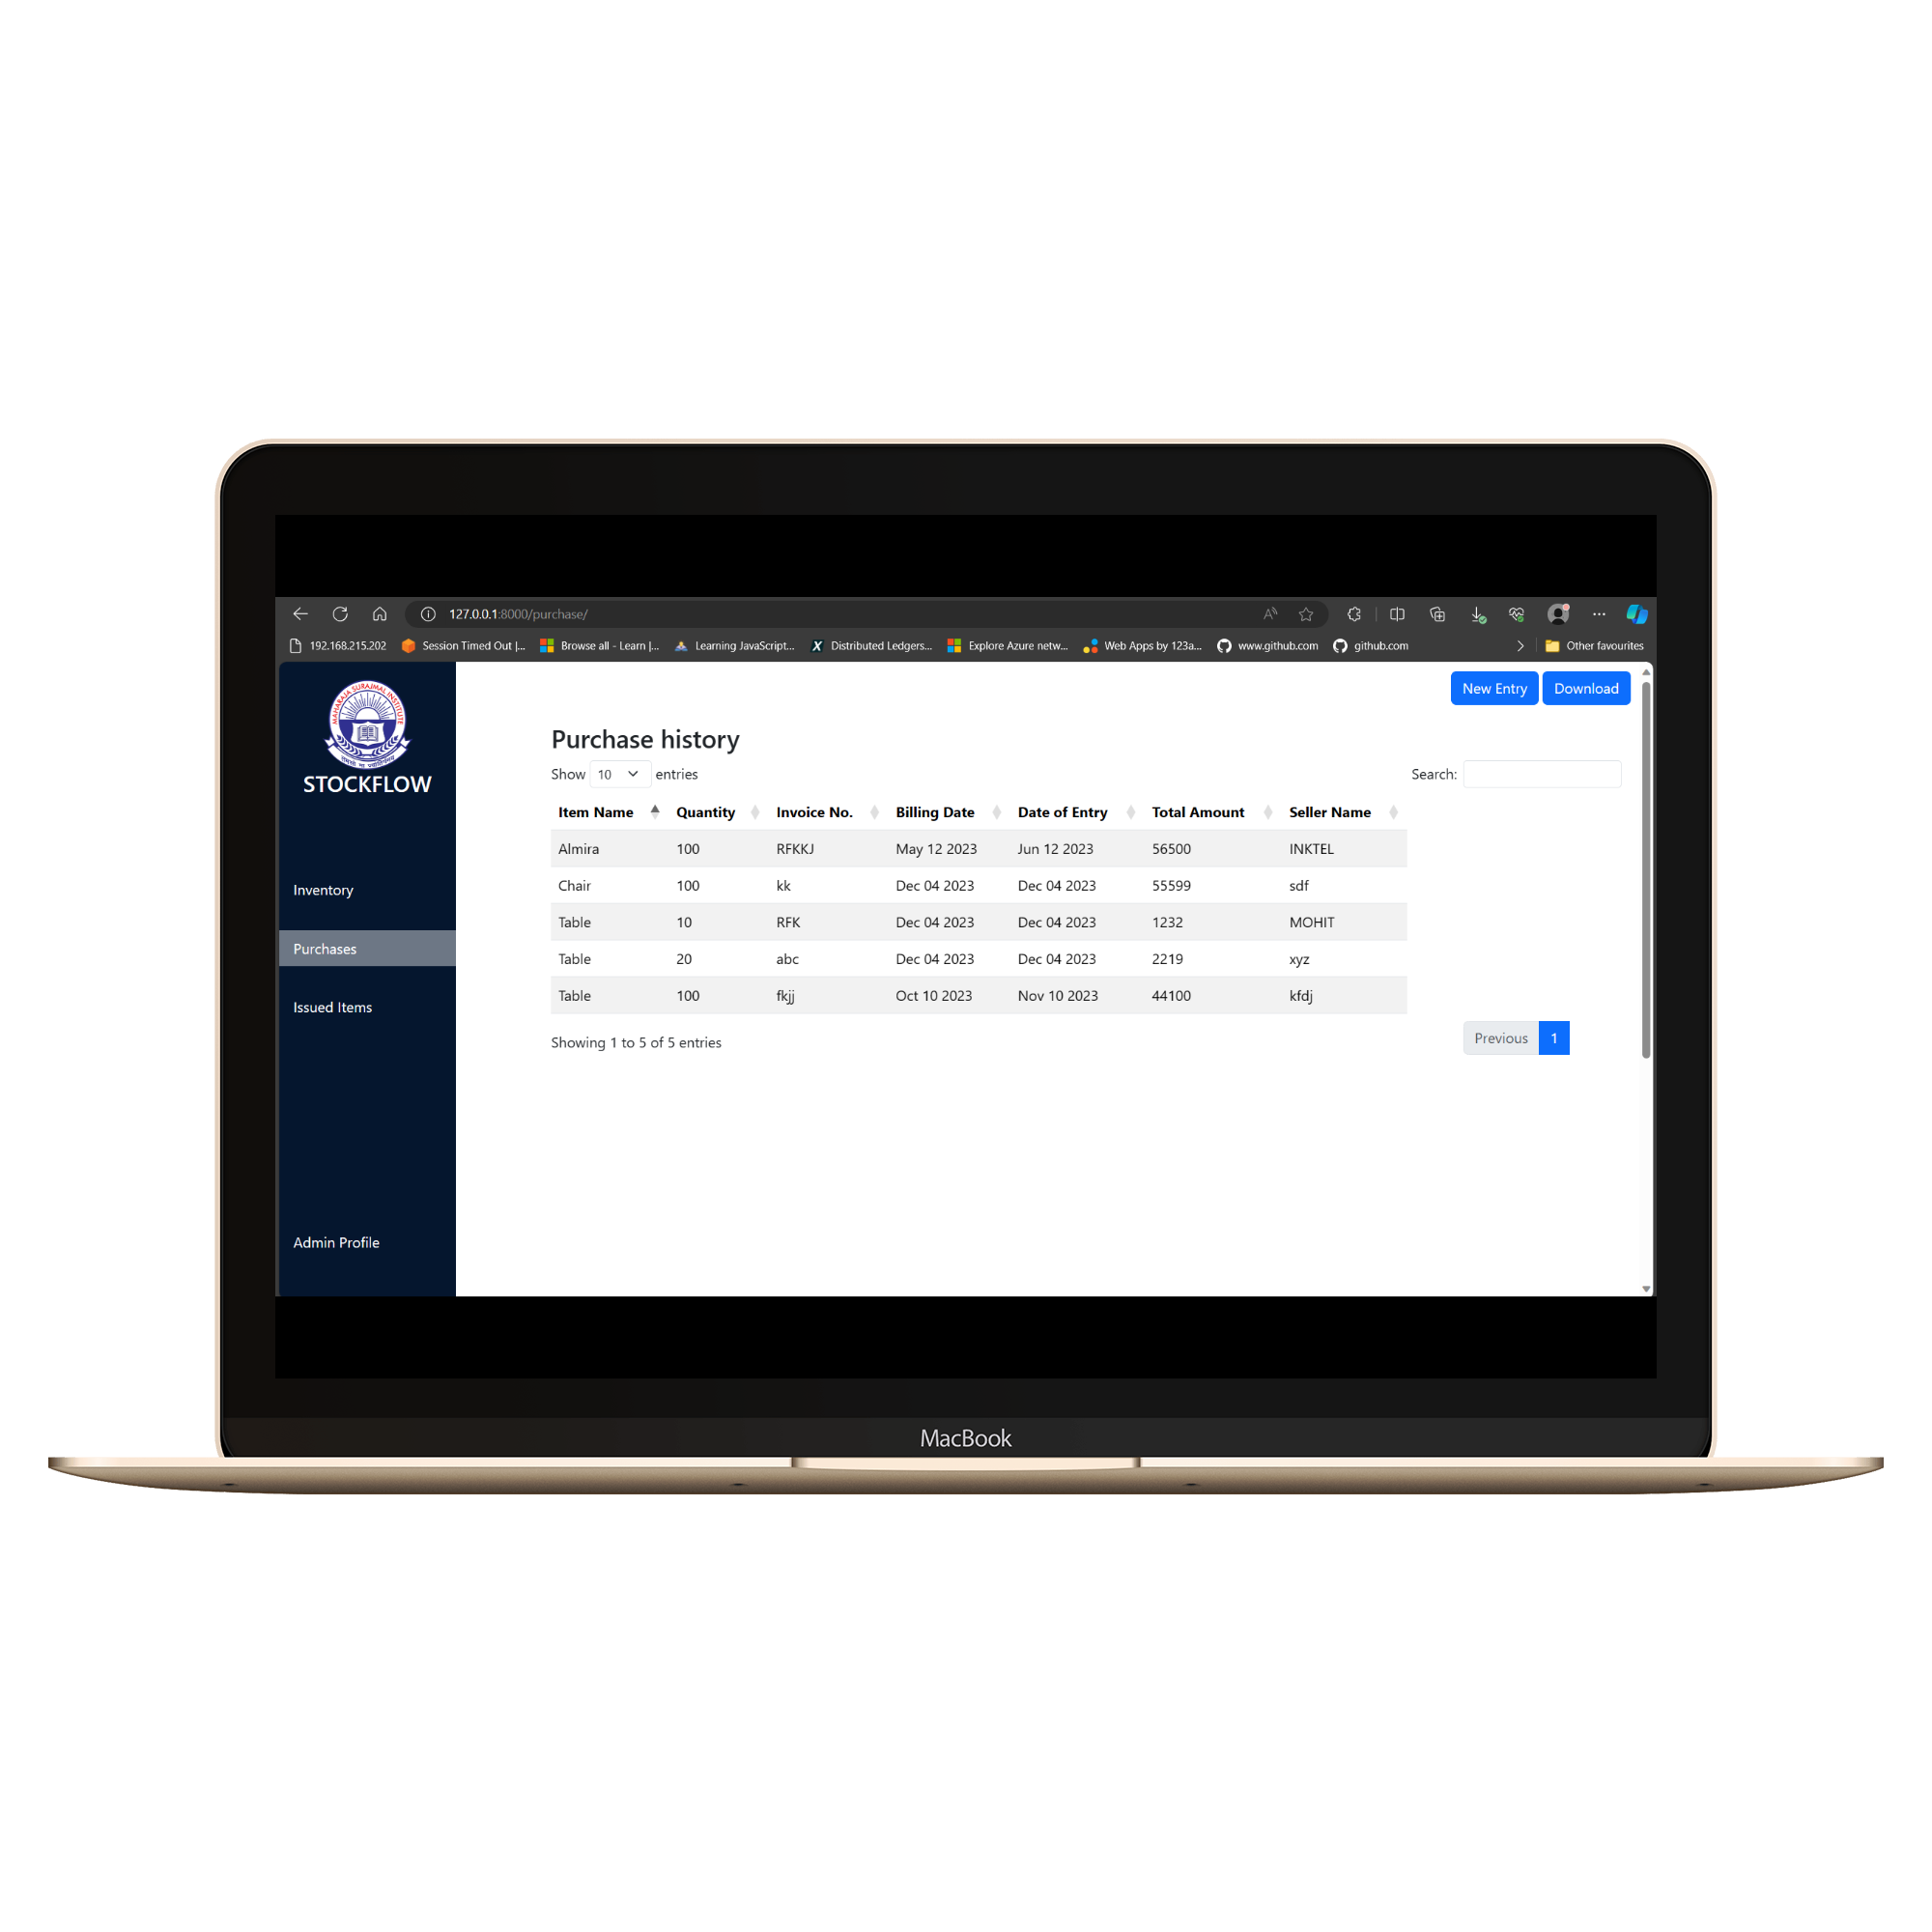 127.0.0.1:8000/purchase/
192.168.215.202 Session Timed Out |... Browse all - Learn |... Learning JavaScript... Distributed Ledgers... Explore Azure netw... Web Apps by 123a... www.github.com github.com Other favourites
New Entry Download
MAHARAJA SURAJMAL INSTITUTE
STOCKFLOW
Inventory
Purchases
Issued Items
Admin Profile
Purchase history
Show 10 entries Search:
Item Name Quantity Invoice No. Billing Date Date of Entry Total Amount Seller Name
Almira 100 RFKKJ May 12 2023 Jun 12 2023 56500 INKTEL
Chair 100 kk Dec 04 2023 Dec 04 2023 55599 sdf
Table 10 RFK Dec 04 2023 Dec 04 2023 1232 MOHIT
Table 20 abc Dec 04 2023 Dec 04 2023 2219 xyz
Table 100 fkjj Oct 10 2023 Nov 10 2023 44100 kfdj
Showing 1 to 5 of 5 entries Previous 1
MacBook